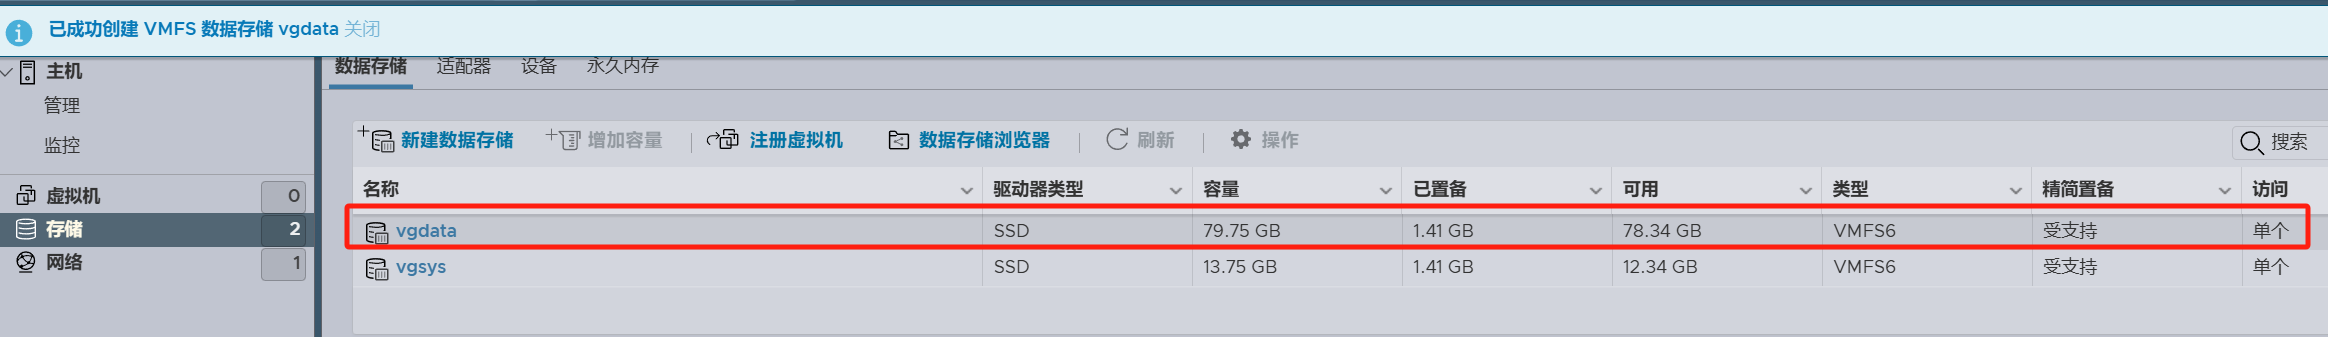 已成功创建 VMFS 数据存储 vgdata 关闭
主机
管理
监控
虚拟机 0
存储 2
网络 1
数据存储 适配器 设备 永久内存
新建数据存储 增加容量 注册虚拟机 数据存储浏览器 刷新 操作 搜索
名称 驱动器类型 容量 已置备 可用 类型 精简置备 访问
vgdata SSD 79.75 GB 1.41 GB 78.34 GB VMFS6 受支持 单个
vgsys SSD 13.75 GB 1.41 GB 12.34 GB VMFS6 受支持 单个